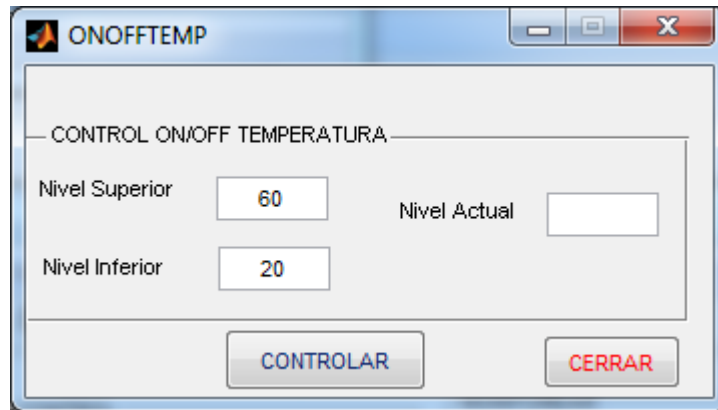 ONOFFTEMP
CONTROL ON/OFF TEMPERATURA
Nivel Superior 60
Nivel Actual
Nivel Inferior 20
CONTROLAR CERRAR